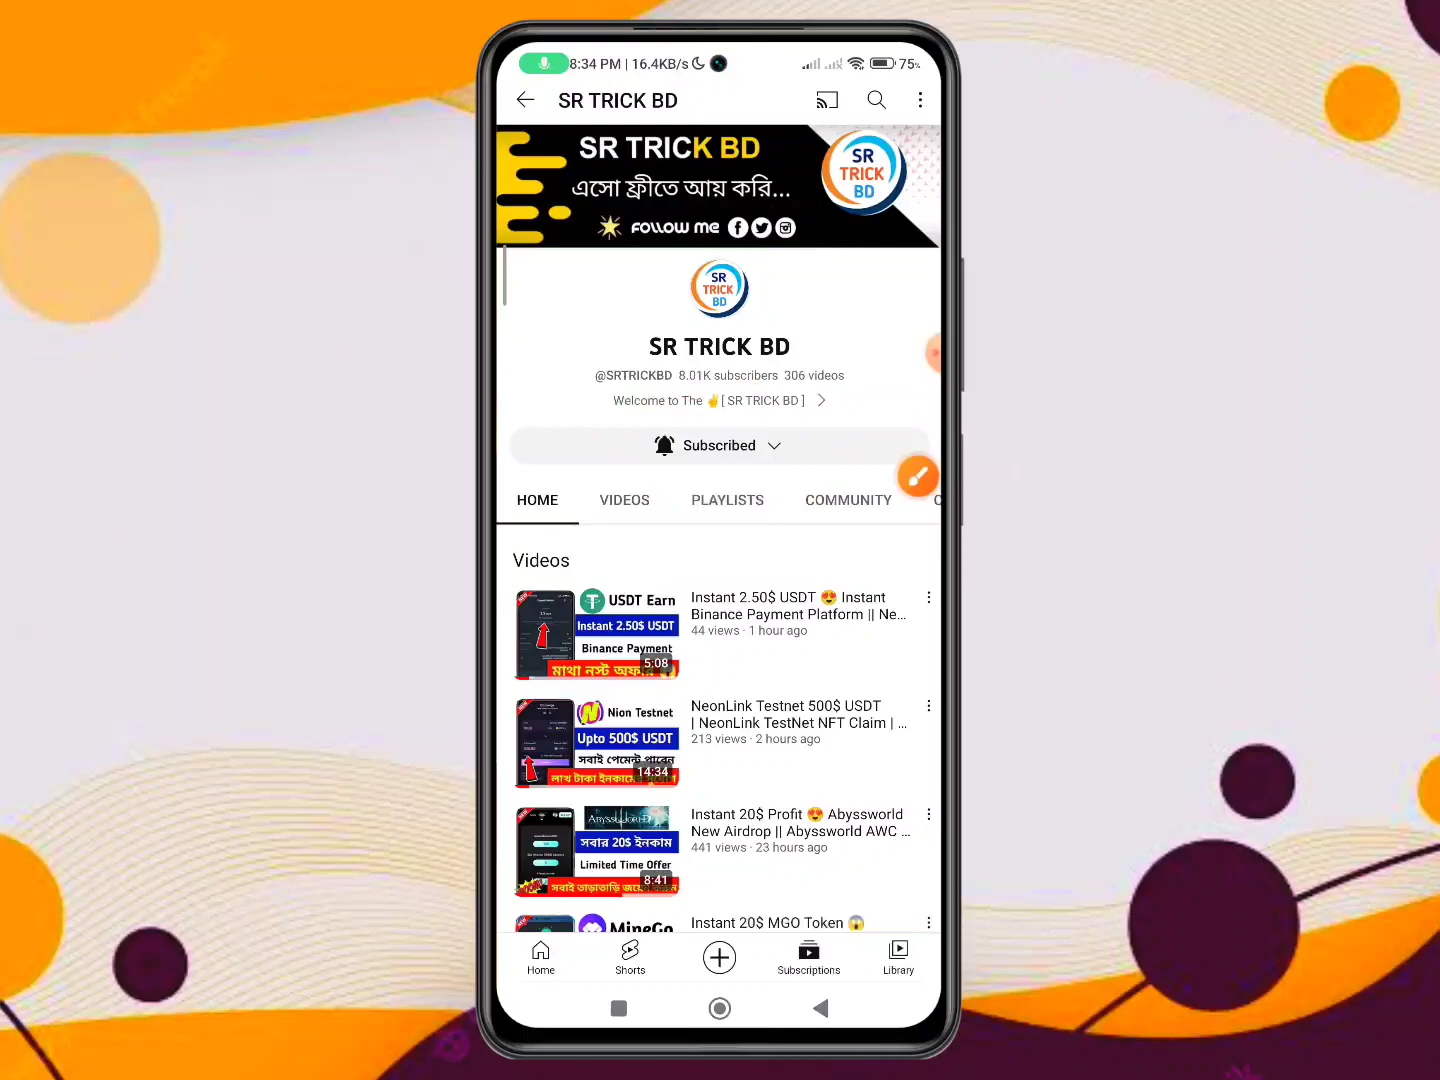 8:34 PM | 16.4KB/s
75%
SR TRICK BD
SR TRICK BD
এসো ফ্রীতে আয় করি...
FOLLOW ME
SR
TRICK
BD
SR
TRICK
BD
SR TRICK BD
@SRTRICKBD 8.01K subscribers 306 videos
Welcome to The ✌️[ SR TRICK BD ]
Subscribed
HOME VIDEOS PLAYLISTS COMMUNITY C
Videos
USDT Earn
Instant 2.50$ USDT
Binance Payment
মাথা নস্ট
5:08
Instant 2.50$ USDT 😍 Instant
Binance Payment Platform || Ne...
44 views · 1 hour ago
Nion Testnet
Upto 500$ USDT
সবাই পেমেন্ট পাবেন
লাখ টাকা
14:34
NeonLink Testnet 500$ USDT
| NeonLink TestNet NFT Claim | ...
213 views · 2 hours ago
ABYSSWORLD
সবার 20$ ইনকাম
Limited Time Offer
সবাই তাড়াতাড়ি
8:41
Instant 20$ Profit 😍 Abyssworld
New Airdrop || Abyssworld AWC ...
441 views · 23 hours ago
MineGo
Instant 20$ MGO Token 😱
Home Shorts Subscriptions Library